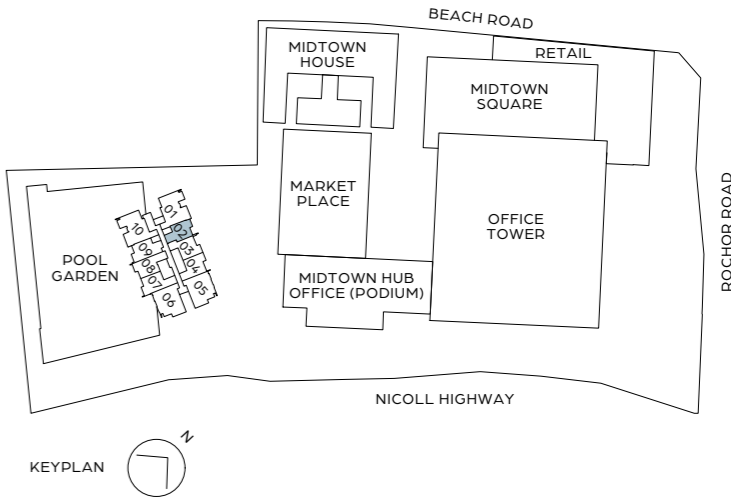 BEACH ROAD
MIDTOWN
HOUSE
RETAIL
MIDTOWN
SQUARE
MARKET
PLACE
OFFICE
TOWER
ROCHOR ROAD
01
02
03
04
05
10
09
08
07
06
POOL
GARDEN
MIDTOWN HUB
OFFICE (PODIUM)
NICOLL HIGHWAY
KEYPLAN
N